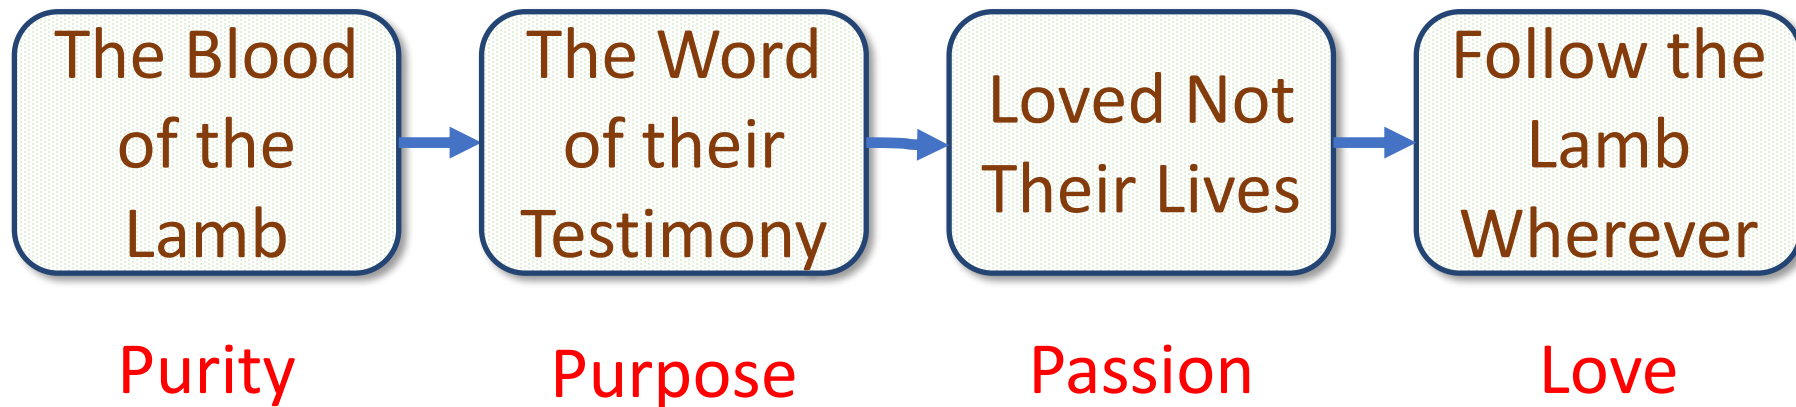 The Blood
of the
Lamb
The Word
of their
Testimony
Loved Not
Their Lives
Follow the
Lamb
Wherever
Purity
Purpose
Passion
Love